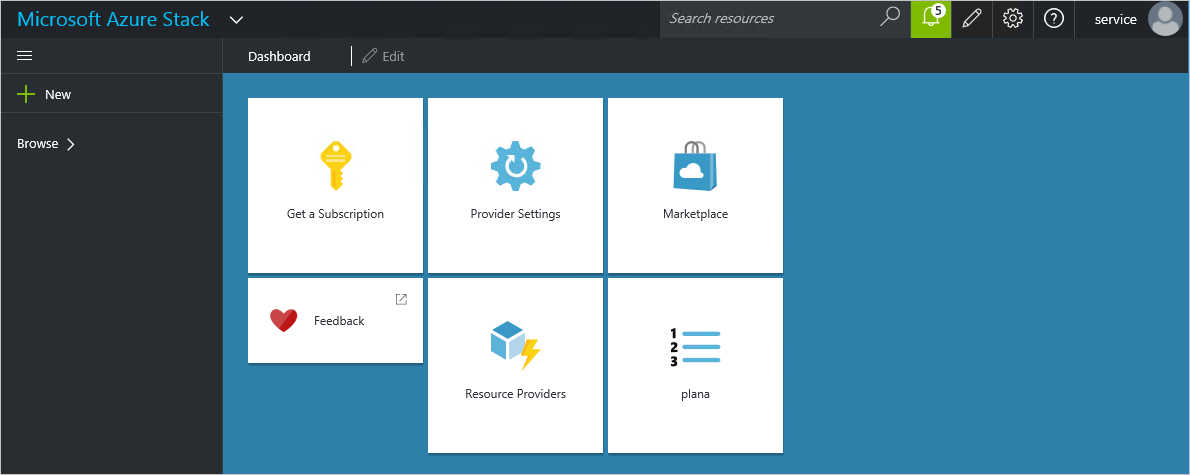 Microsoft Azure Stack
Search resources
5
service
Dashboard
Edit
New
Browse
Get a Subscription
Provider Settings
Marketplace
Feedback
Resource Providers
1
2
3
plana